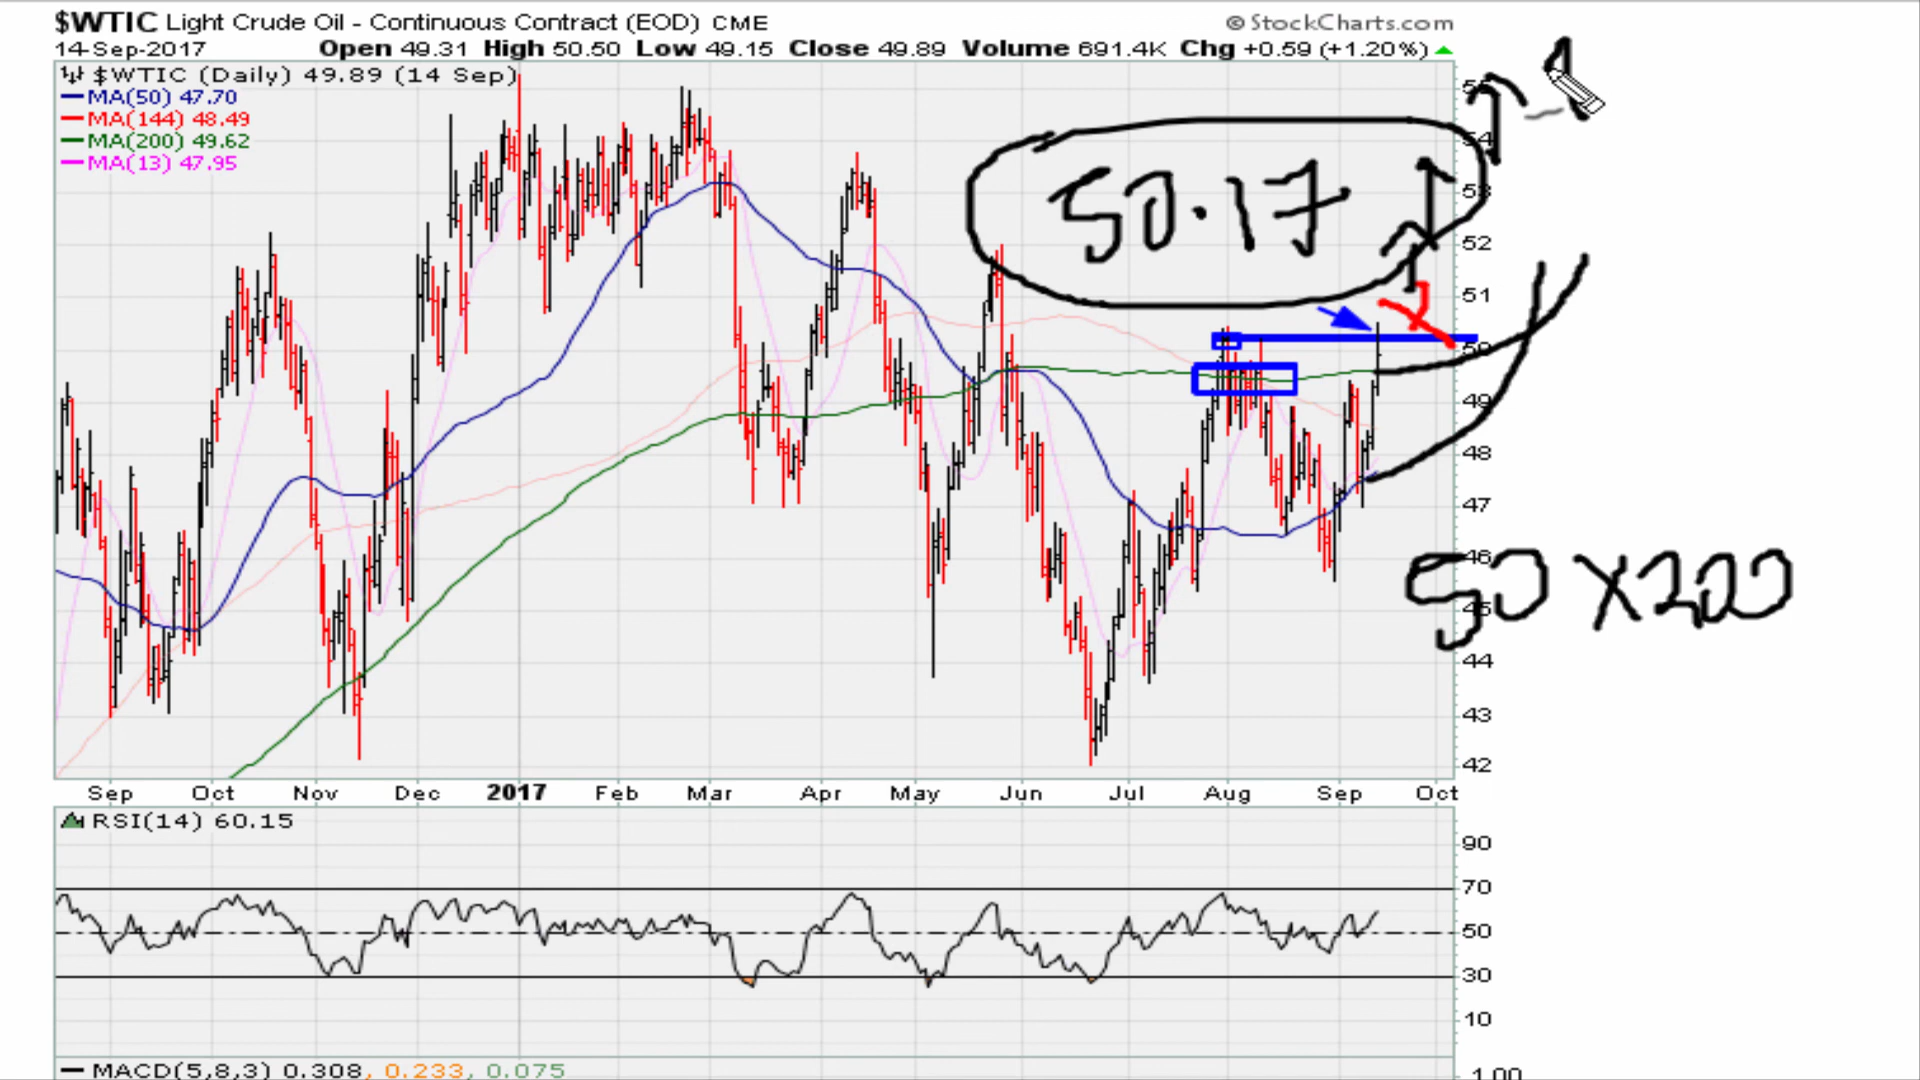 $WTIC Light Crude Oil - Continuous Contract (EOD) CME © StockCharts.com
14-Sep-2017 Open 49.31 High 50.50 Low 49.15 Close 49.89 Volume 691.4K Chg +0.59 (+1.20%)
$WTIC (Daily) 49.89 (14 Sep)
MA(50) 47.70
MA(144) 48.49
MA(200) 49.62
MA(13) 47.95
54
50.17
53
52
51
50
49
48
47
46
50 X 200
45
44
43
42
Sep Oct Nov Dec 2017 Feb Mar Apr May Jun Jul Aug Sep Oct
RSI(14) 60.15
90
70
50
30
10
MACD(5,8,3) 0.308, 0.233, 0.075
1.00